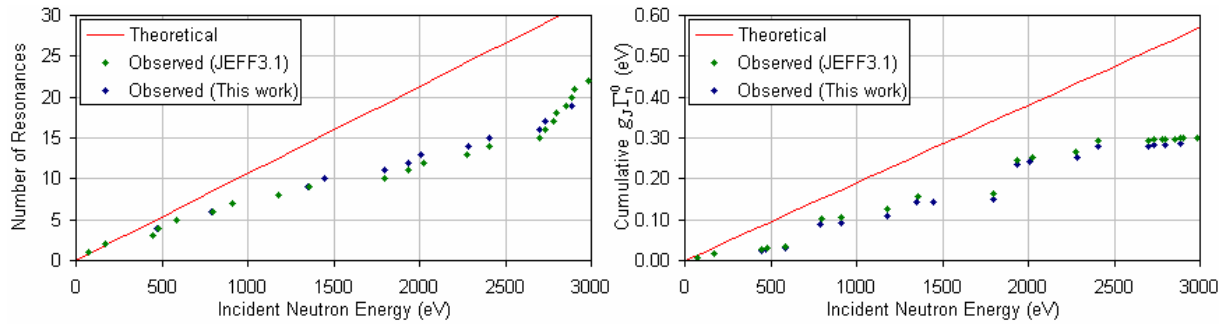 30
25
20
15
10
5
0
Number of Resonances
Theoretical
Observed (JEFF3.1)
Observed (This work)
0 500 1000 1500 2000 2500 3000
Incident Neutron Energy (eV)
0.60
0.50
0.40
0.30
0.20
0.10
0.00
Cumulative gJΓn⁰ (eV)
Theoretical
Observed (JEFF3.1)
Observed (This work)
0 500 1000 1500 2000 2500 3000
Incident Neutron Energy (eV)